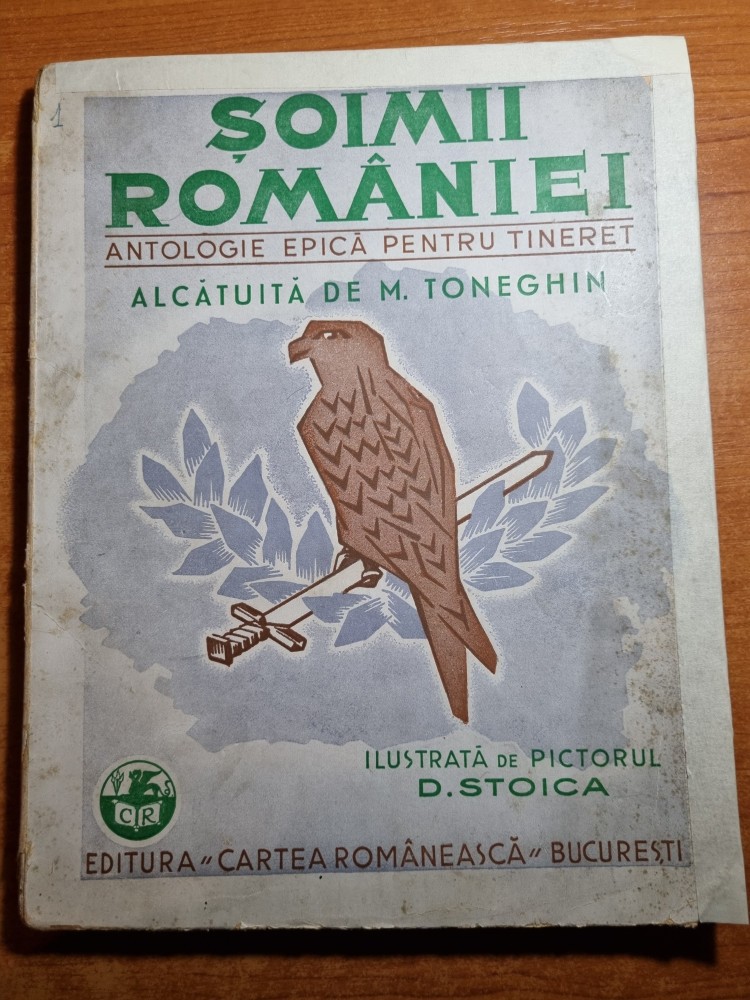 1
ȘOIMII
ROMÂNIEI
ANTOLOGIE EPICĂ PENTRU TINERET
ALCĂTUITĂ DE M. TONEGHIN
ILUSTRATĂ DE PICTORUL
D. STOICA
CR
EDITURA "CARTEA ROMÂNEASCĂ" BUCUREȘTI